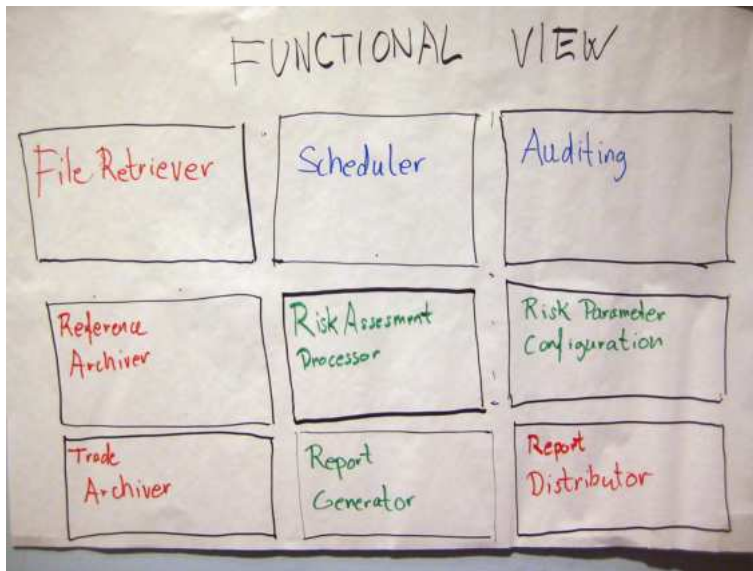 FUNCTIONAL VIEW
File Retriever
Scheduler
Auditing
Reference
Archiver
Risk Assesment
Processor
Risk Parameter
Configuration
Trade
Archiver
Report
Generator
Report
Distributor